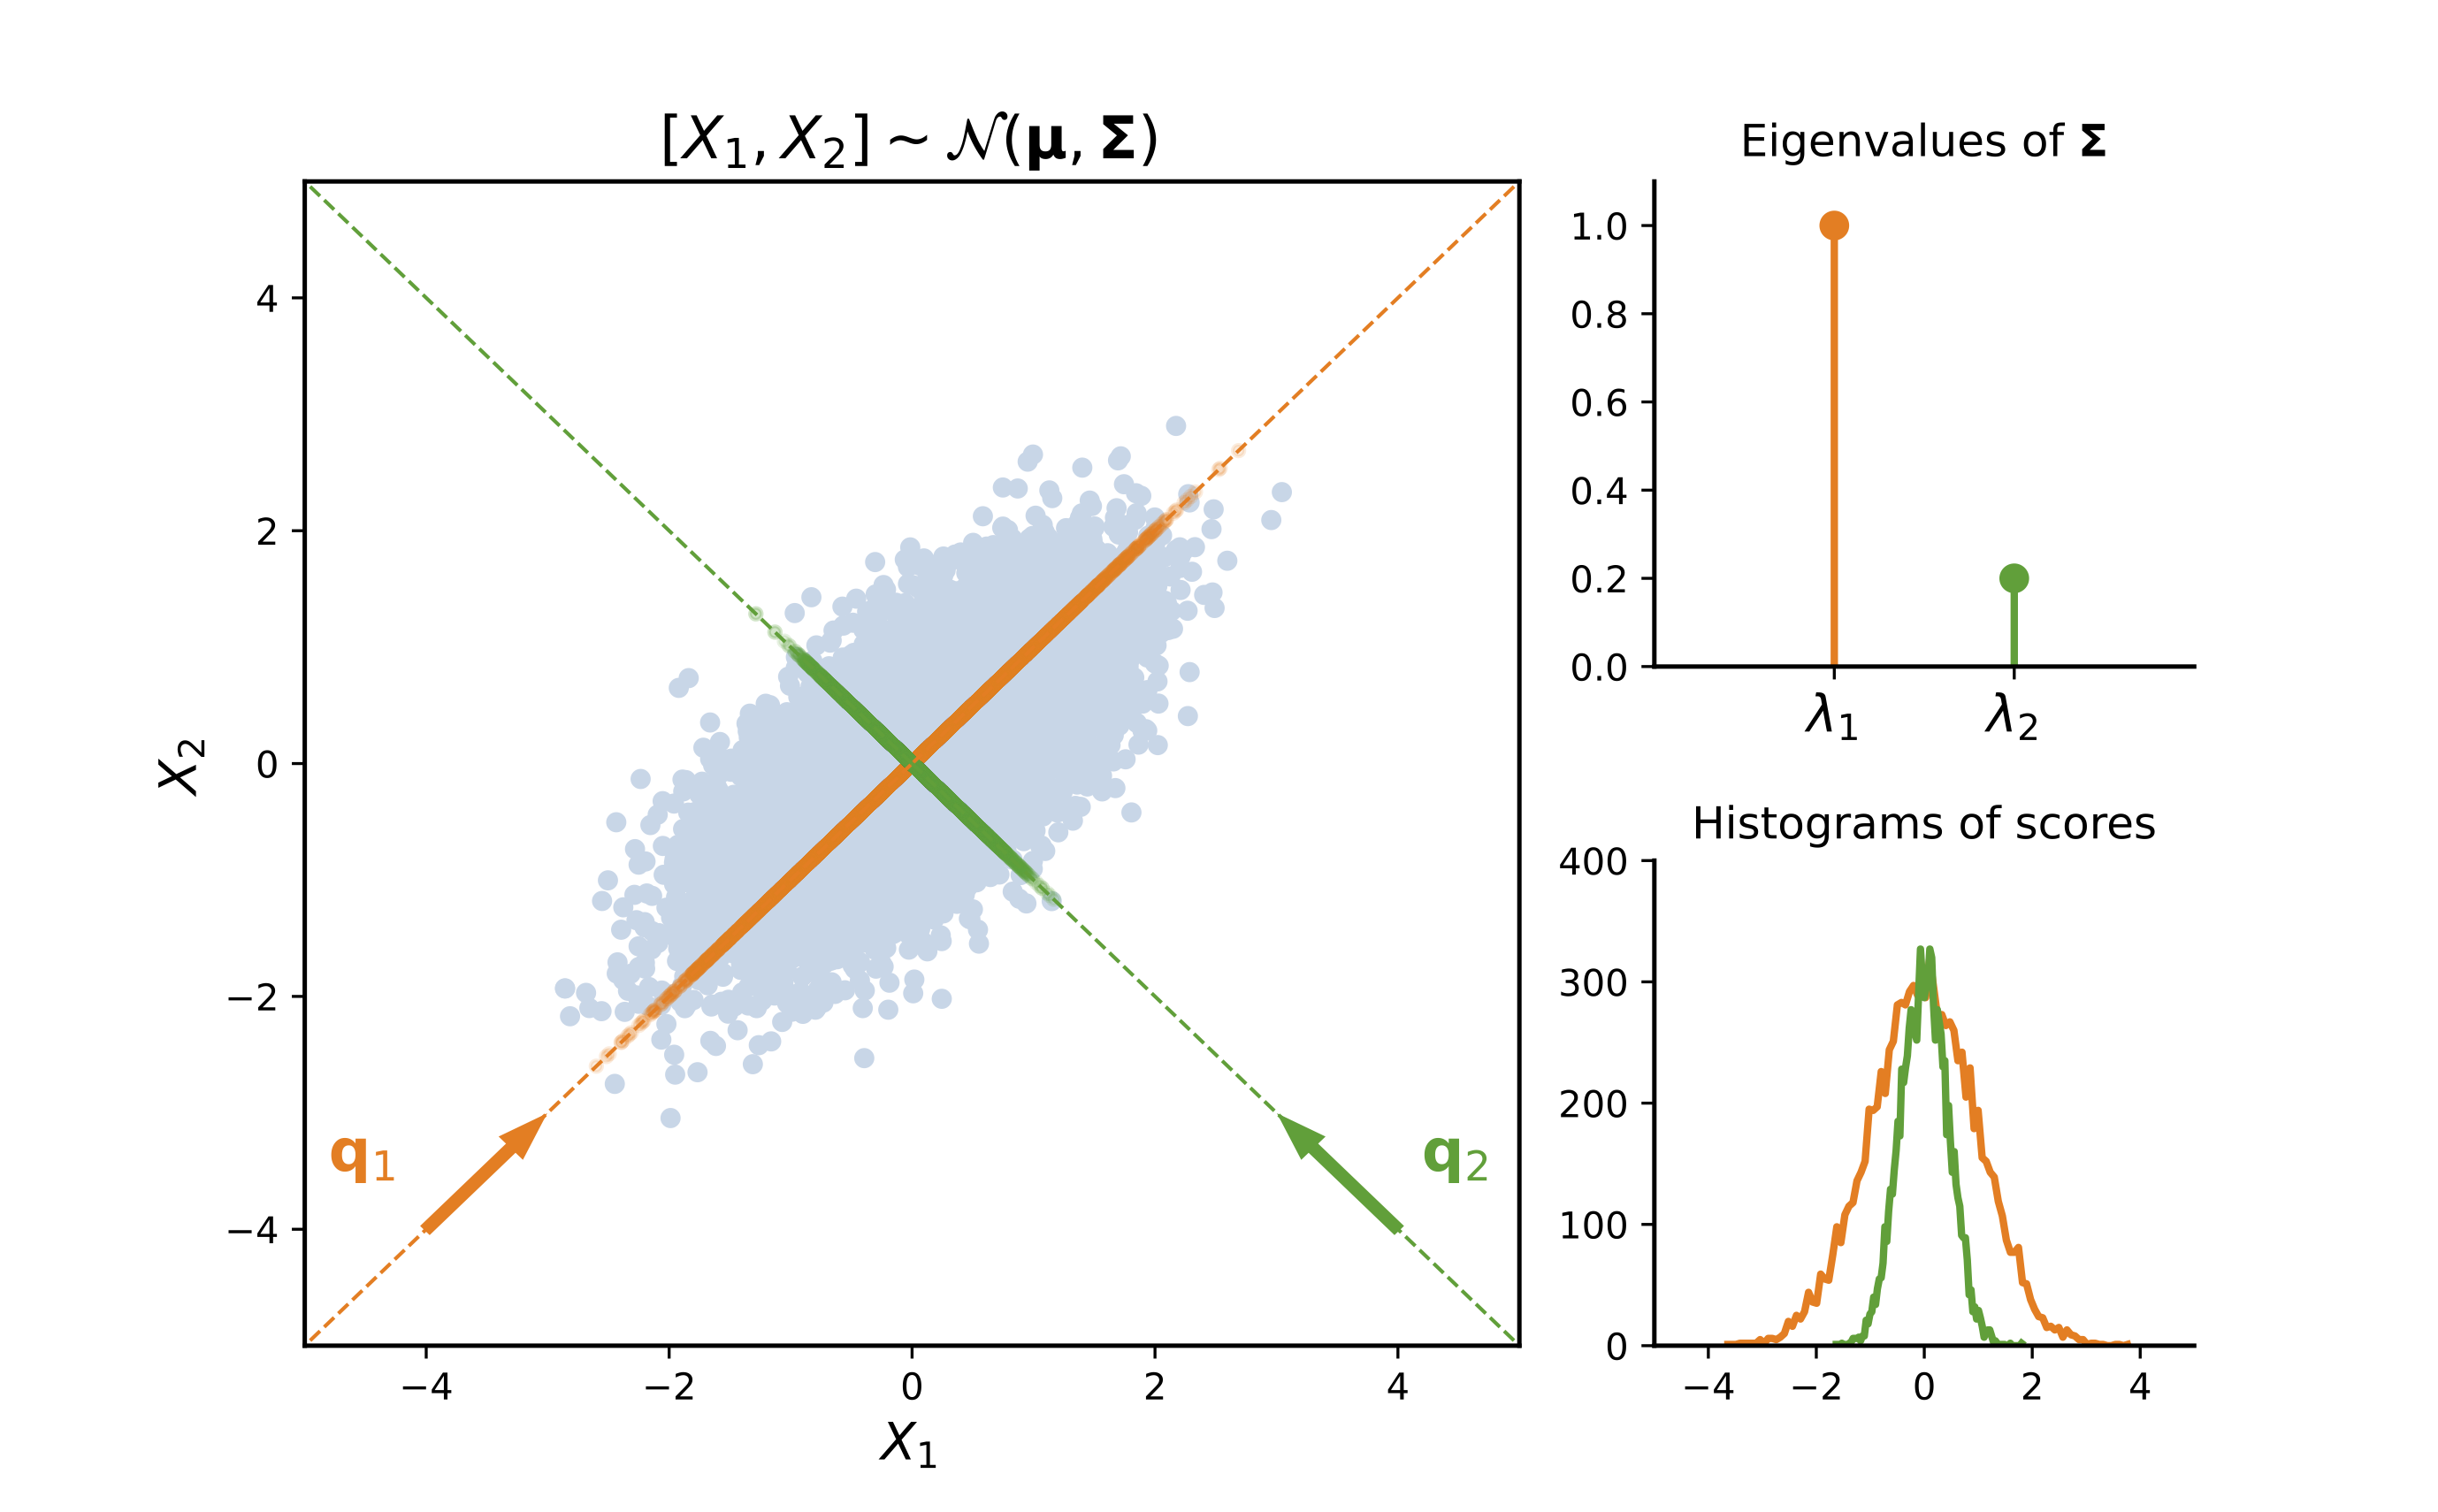 [X₁, X₂] ~ 𝒩(μ, Σ)
X₂
4
2
0
−2
−4
q₁
q₂
−4 −2 0 2 4
X₁
Eigenvalues of Σ
1.0
0.8
0.6
0.4
0.2
0.0
λ₁ λ₂
Histograms of scores
400
300
200
100
0
−4 −2 0 2 4